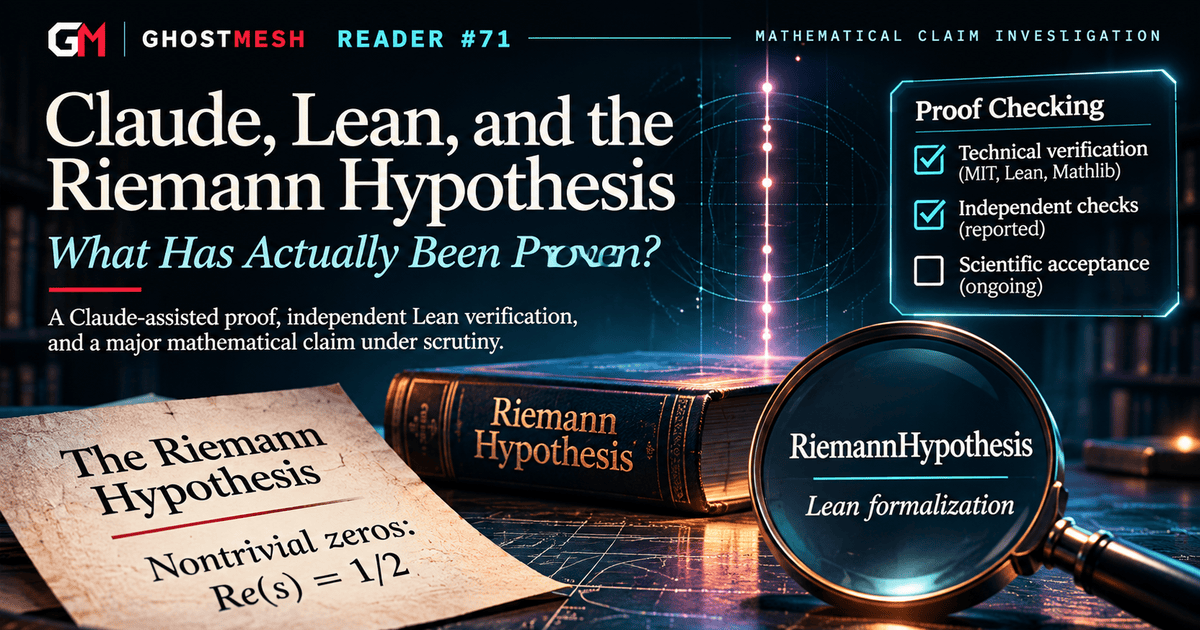 GM GHOSTMESH READER #71
MATHEMATICAL CLAIM INVESTIGATION
Claude, Lean, and the
Riemann Hypothesis
What Has Actually Been Proven?
A Claude-assisted proof, independent Lean verification,
and a major mathematical claim under scrutiny.
Proof Checking
Technical verification
(MIT, Lean, Mathlib)
Independent checks
(reported)
Scientific acceptance
(ongoing)
The Riemann
Hypothesis
Nontrivial zeros:
Re(s) = 1/2
Riemann
Hypothesis
RiemannHypothesis
Lean formalization